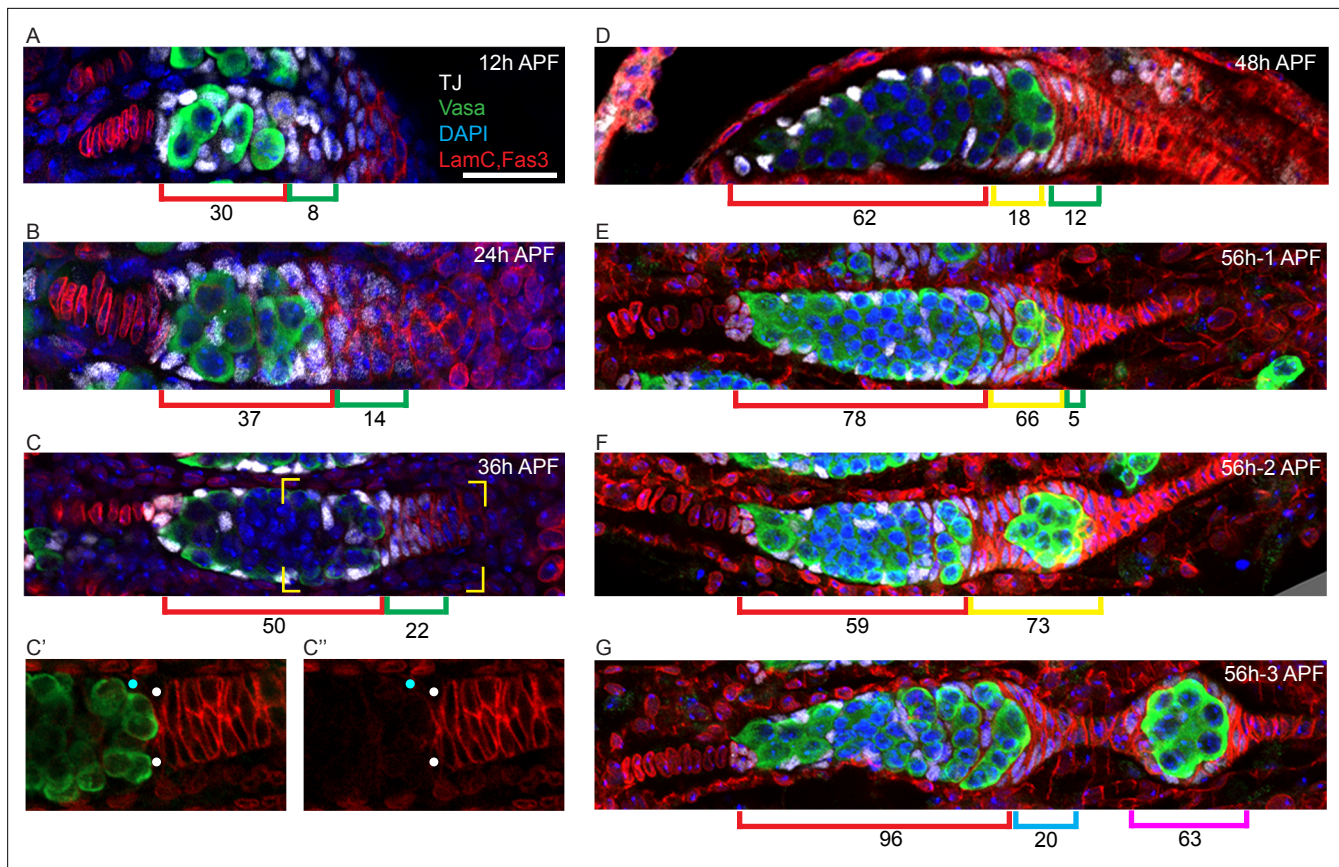 A
12h APF
TJ
Vasa
DAPI
LamC,Fas3
30
8
B
24h APF
37
14
C
36h APF
50
22
C'
C''
D
48h APF
62
18
12
E
56h-1 APF
78
66
5
F
56h-2 APF
59
73
G
56h-3 APF
96
20
63